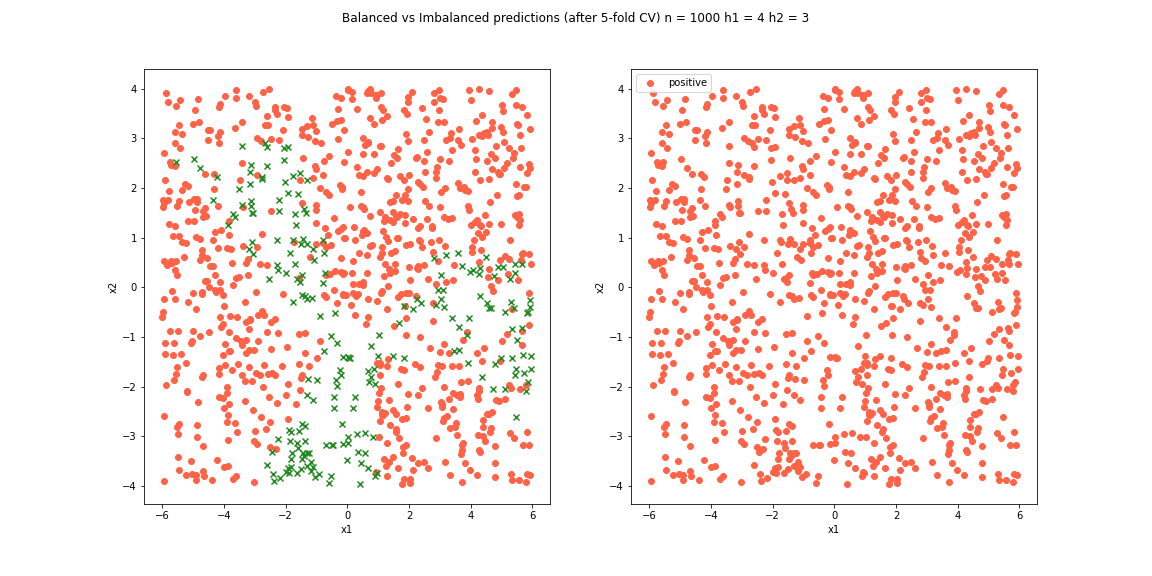 Balanced vs Imbalanced predictions (after 5-fold CV) n = 1000 h1 = 4 h2 = 3
4
3
2
1
0
−1
−2
−3
−4
x2
−6 −4 −2 0 2 4 6
x1
positive
4
3
2
1
0
−1
−2
−3
−4
x2
−6 −4 −2 0 2 4 6
x1